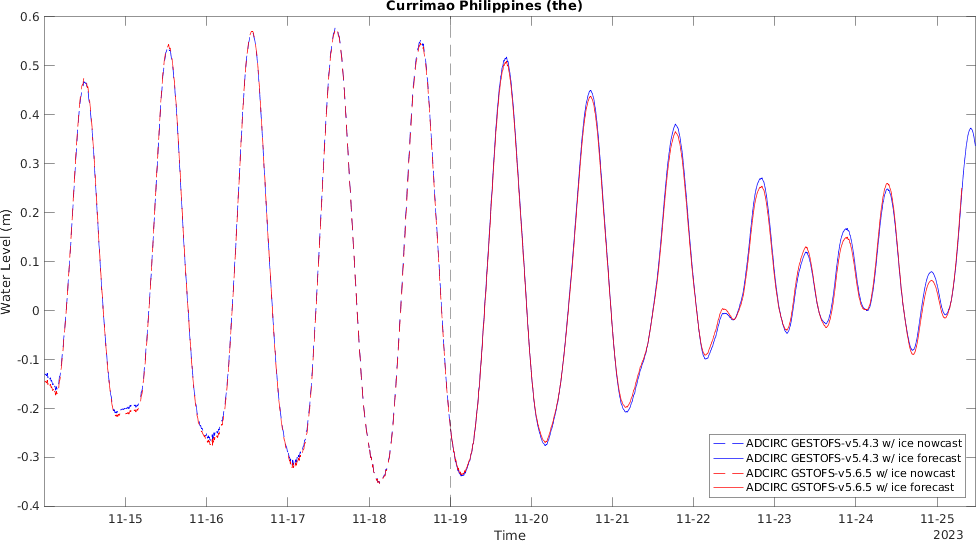 Currimao Philippines (the)
0.6
0.5
0.4
0.3
0.2
0.1
0
-0.1
-0.2
-0.3
-0.4
Water Level (m)
ADCIRC GESTOFS-v5.4.3 w/ ice nowcast
ADCIRC GESTOFS-v5.4.3 w/ ice forecast
ADCIRC GSTOFS-v5.6.5 w/ ice nowcast
ADCIRC GSTOFS-v5.6.5 w/ ice forecast
11-15 11-16 11-17 11-18 11-19 11-20 11-21 11-22 11-23 11-24 11-25
Time
2023